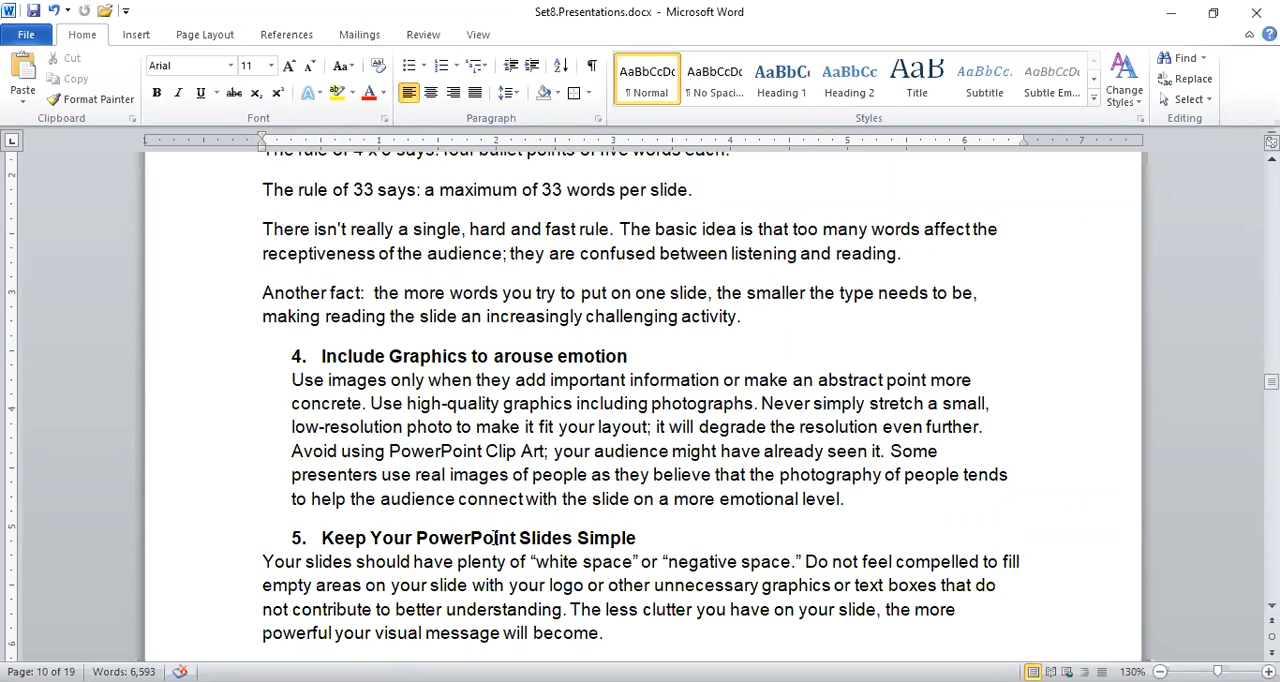 Set8.Presentations.docx - Microsoft Word
File Home Insert Page Layout References Mailings Review View
Paste
Cut
Copy
Format Painter
Clipboard
Arial 11
Font
Paragraph
AaBbCcDc
¶ Normal
AaBbCcDc
¶ No Spaci...
AaBbC
Heading 1
AaBbCc
Heading 2
AaB
Title
AaBbCc.
Subtitle
AaBbCcDc
Subtle Em...
Change
Styles
Styles
Find
Replace
Select
Editing
1 1 2 3 4 5 6 7
The rule of 33 says: a maximum of 33 words per slide.
There isn't really a single, hard and fast rule. The basic idea is that too many words affect the
receptiveness of the audience; they are confused between listening and reading.
Another fact:  the more words you try to put on one slide, the smaller the type needs to be,
making reading the slide an increasingly challenging activity.
4. Include Graphics to arouse emotion
Use images only when they add important information or make an abstract point more
concrete. Use high-quality graphics including photographs. Never simply stretch a small,
low-resolution photo to make it fit your layout; it will degrade the resolution even further.
Avoid using PowerPoint Clip Art; your audience might have already seen it. Some
presenters use real images of people as they believe that the photography of people tends
to help the audience connect with the slide on a more emotional level.
5. Keep Your PowerPoint Slides Simple
Your slides should have plenty of “white space” or “negative space.” Do not feel compelled to fill
empty areas on your slide with your logo or other unnecessary graphics or text boxes that do
not contribute to better understanding. The less clutter you have on your slide, the more
powerful your visual message will become.
Page: 10 of 19 Words: 6,593 130%